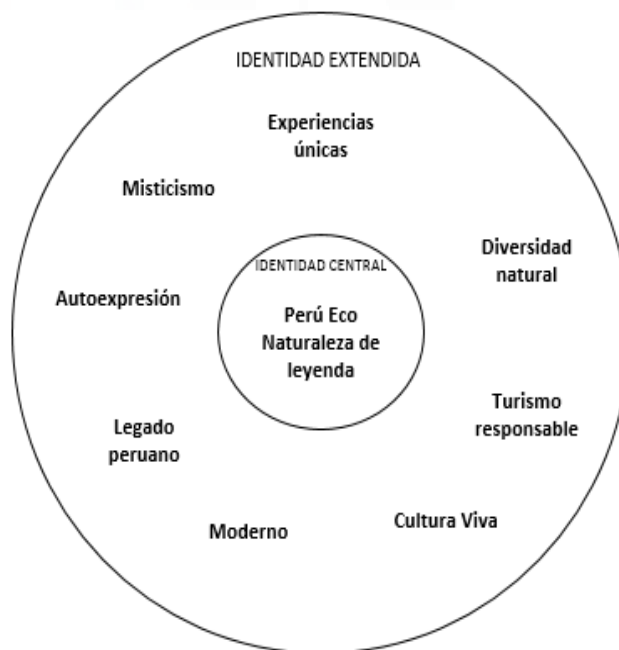 IDENTIDAD EXTENDIDA
Experiencias
únicas
Misticismo
Diversidad
natural
IDENTIDAD CENTRAL
Autoexpresión
Perú Eco
Naturaleza de
leyenda
Turismo
responsable
Legado
peruano
Cultura Viva
Moderno